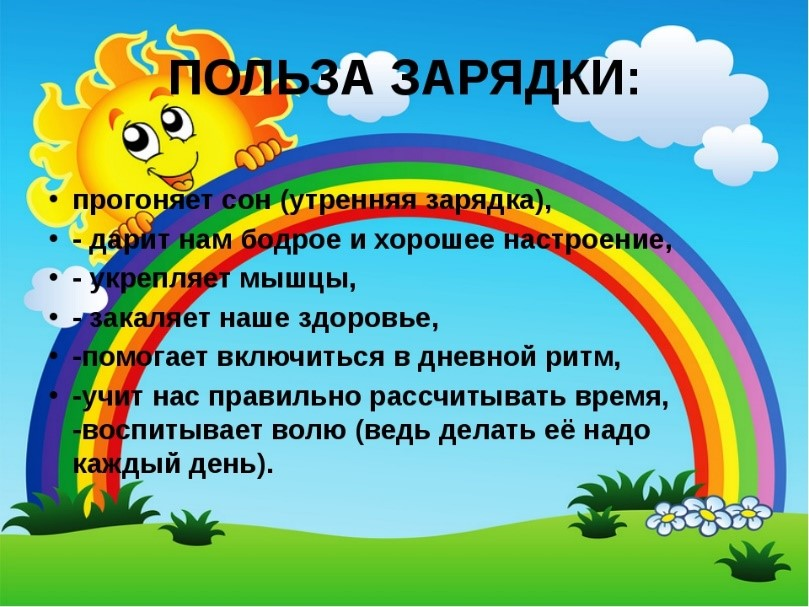 ПОЛЬЗА ЗАРЯДКИ:
• прогоняет сон (утренняя зарядка),
• - дарит нам бодрое и хорошее настроение,
• - укрепляет мышцы,
• - закаляет наше здоровье,
• -помогает включиться в дневной ритм,
• -учит нас правильно рассчитывать время,
-воспитывает волю (ведь делать её надо
каждый день).